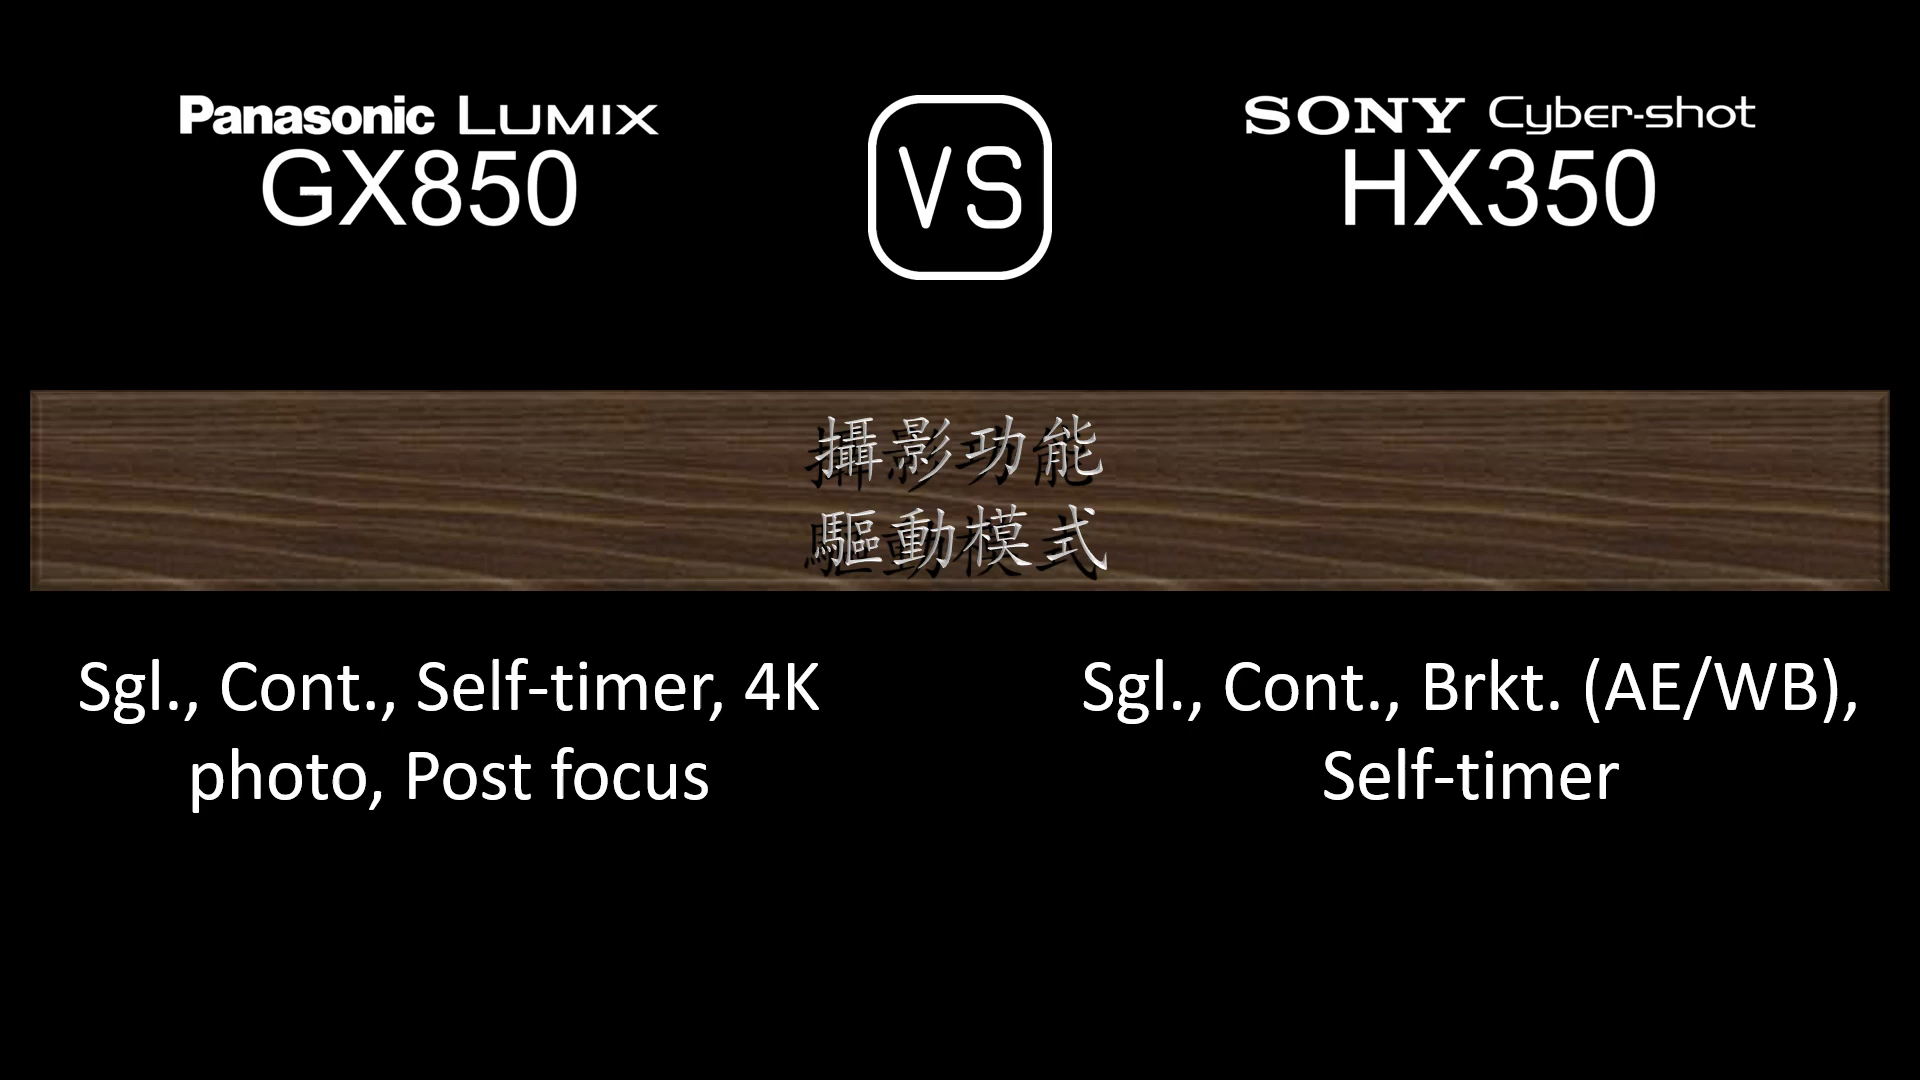 Panasonic LUMIX
GX850
VS
SONY Cyber-shot
HX350
攝影功能
驅動模式
Sgl., Cont., Self-timer, 4K
photo, Post focus
Sgl., Cont., Brkt. (AE/WB),
Self-timer